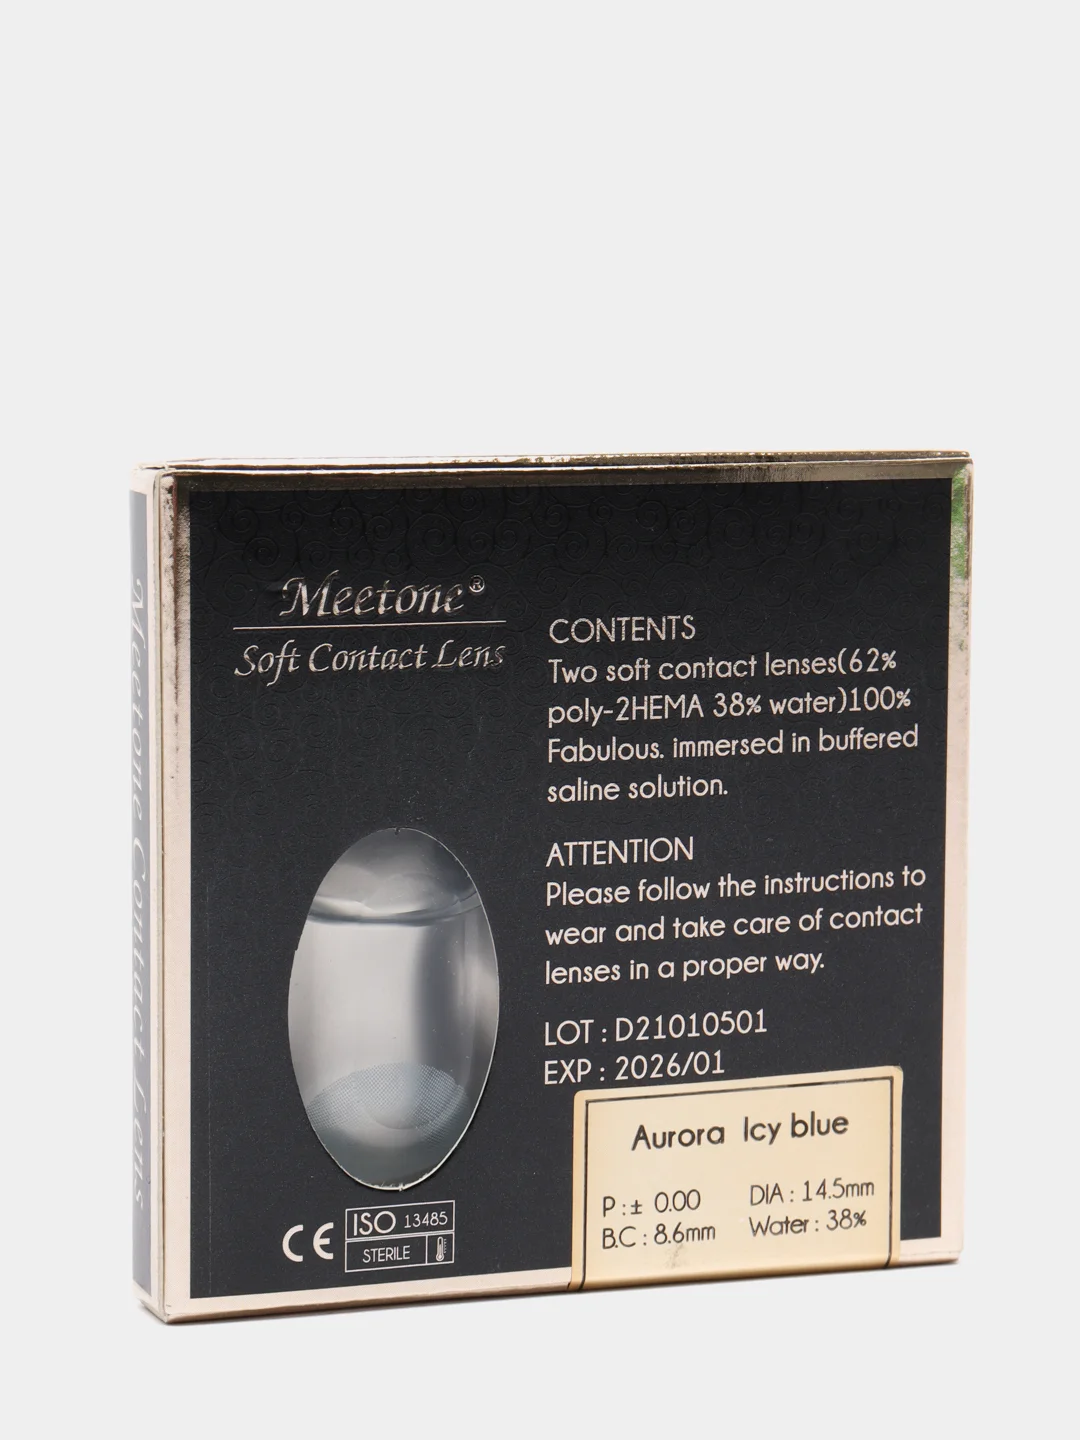 Meetone®
Soft Contact Lens
CONTENTS
Two soft contact lenses(62%
poly-2HEMA 38% water)100%
Fabulous. immersed in buffered
saline solution.
ATTENTION
Please follow the instructions to
wear and take care of contact
lenses in a proper way.
LOT : D21010501
EXP : 2026/01
Aurora Icy blue
P : ± 0.00 DIA : 14.5mm
B.C : 8.6mm Water : 38%
CE ISO 13485
STERILE
Meetone Contact Lens